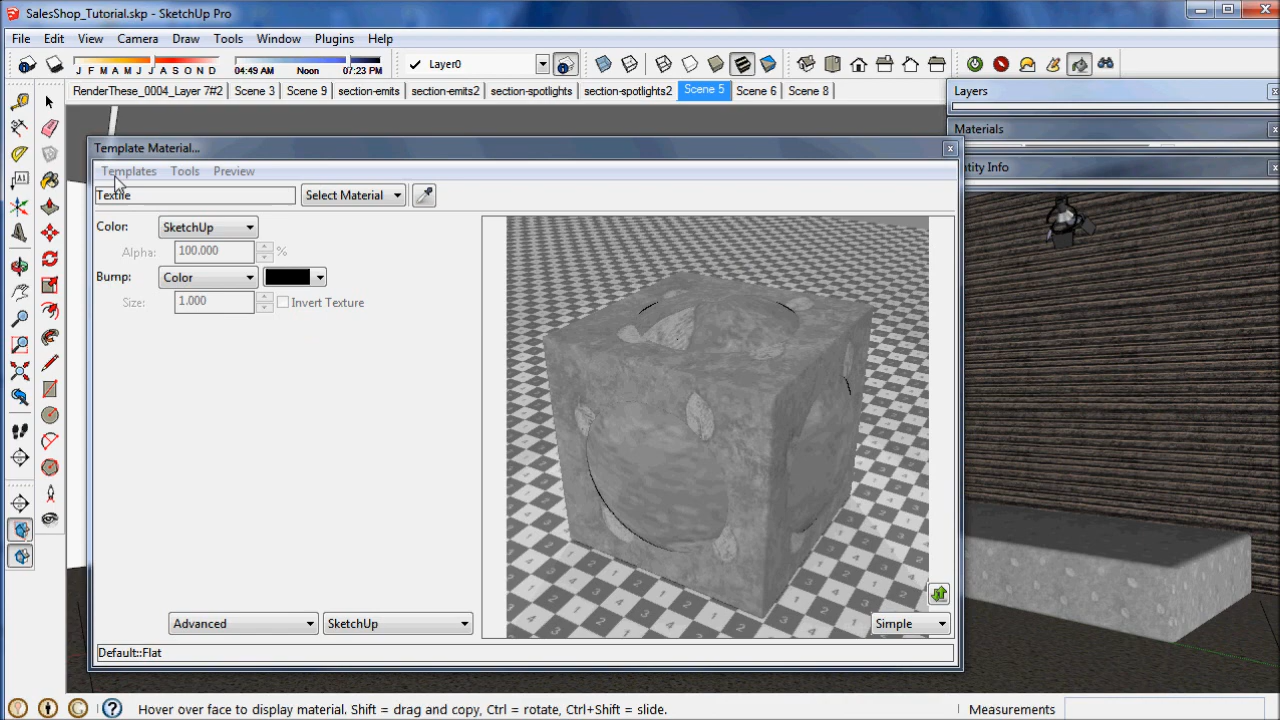 SalesShop_Tutorial.skp - SketchUp Pro
File Edit View Camera Draw Tools Window Plugins Help
J F M A M J J A S O N D 04:49 AM Noon 07:23 PM Layer0
RenderThese_0004_Layer 7#2 Scene 3 Scene 9 section-emits section-emits2 section-spotlights section-spotlights2 Scene 5 Scene 6 Scene 8
Layers
Materials
Entity Info
Template Material...
Templates Tools Preview
Textile Select Material
Color: SketchUp
Alpha: 100.000 %
Bump: Color
Size: 1.000 Invert Texture
Advanced SketchUp Simple
Default::Flat
Hover over face to display material. Shift = drag and copy, Ctrl = rotate, Ctrl+Shift = slide. Measurements